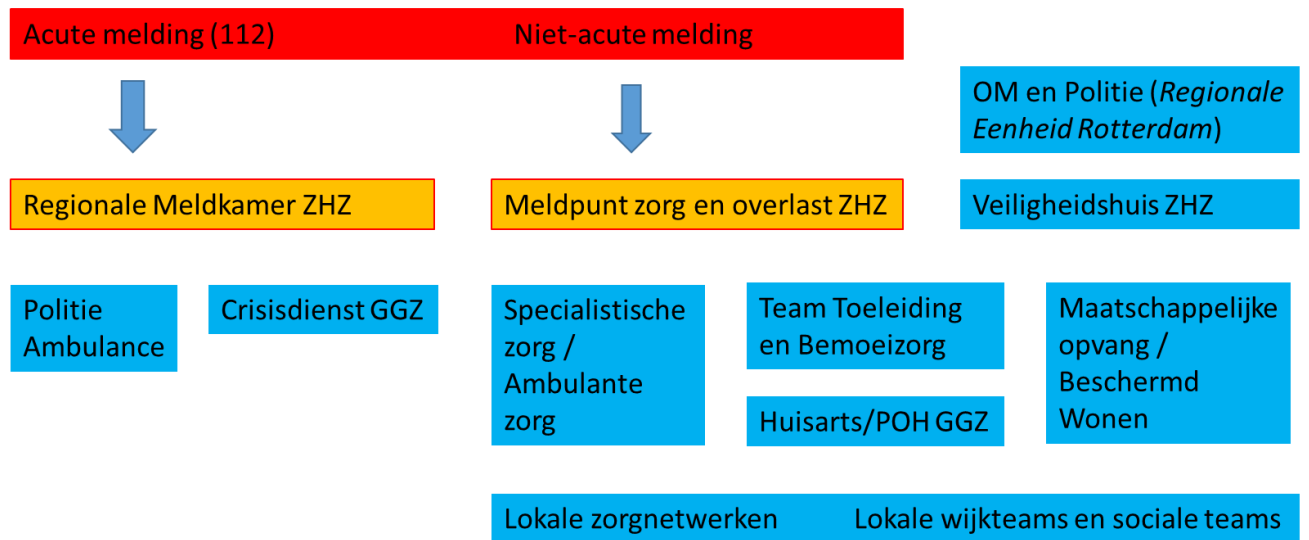 Acute melding (112)
Niet-acute melding
OM en Politie (Regionale
Eenheid Rotterdam)
Regionale Meldkamer ZHZ
Meldpunt zorg en overlast ZHZ
Veiligheidshuis ZHZ
Politie
Ambulance
Crisisdienst GGZ
Specialistische
zorg /
Ambulante
zorg
Team Toeleiding
en Bemoeizorg
Huisarts/POH GGZ
Maatschappelijke
opvang /
Beschermd
Wonen
Lokale zorgnetwerken
Lokale wijkteams en sociale teams